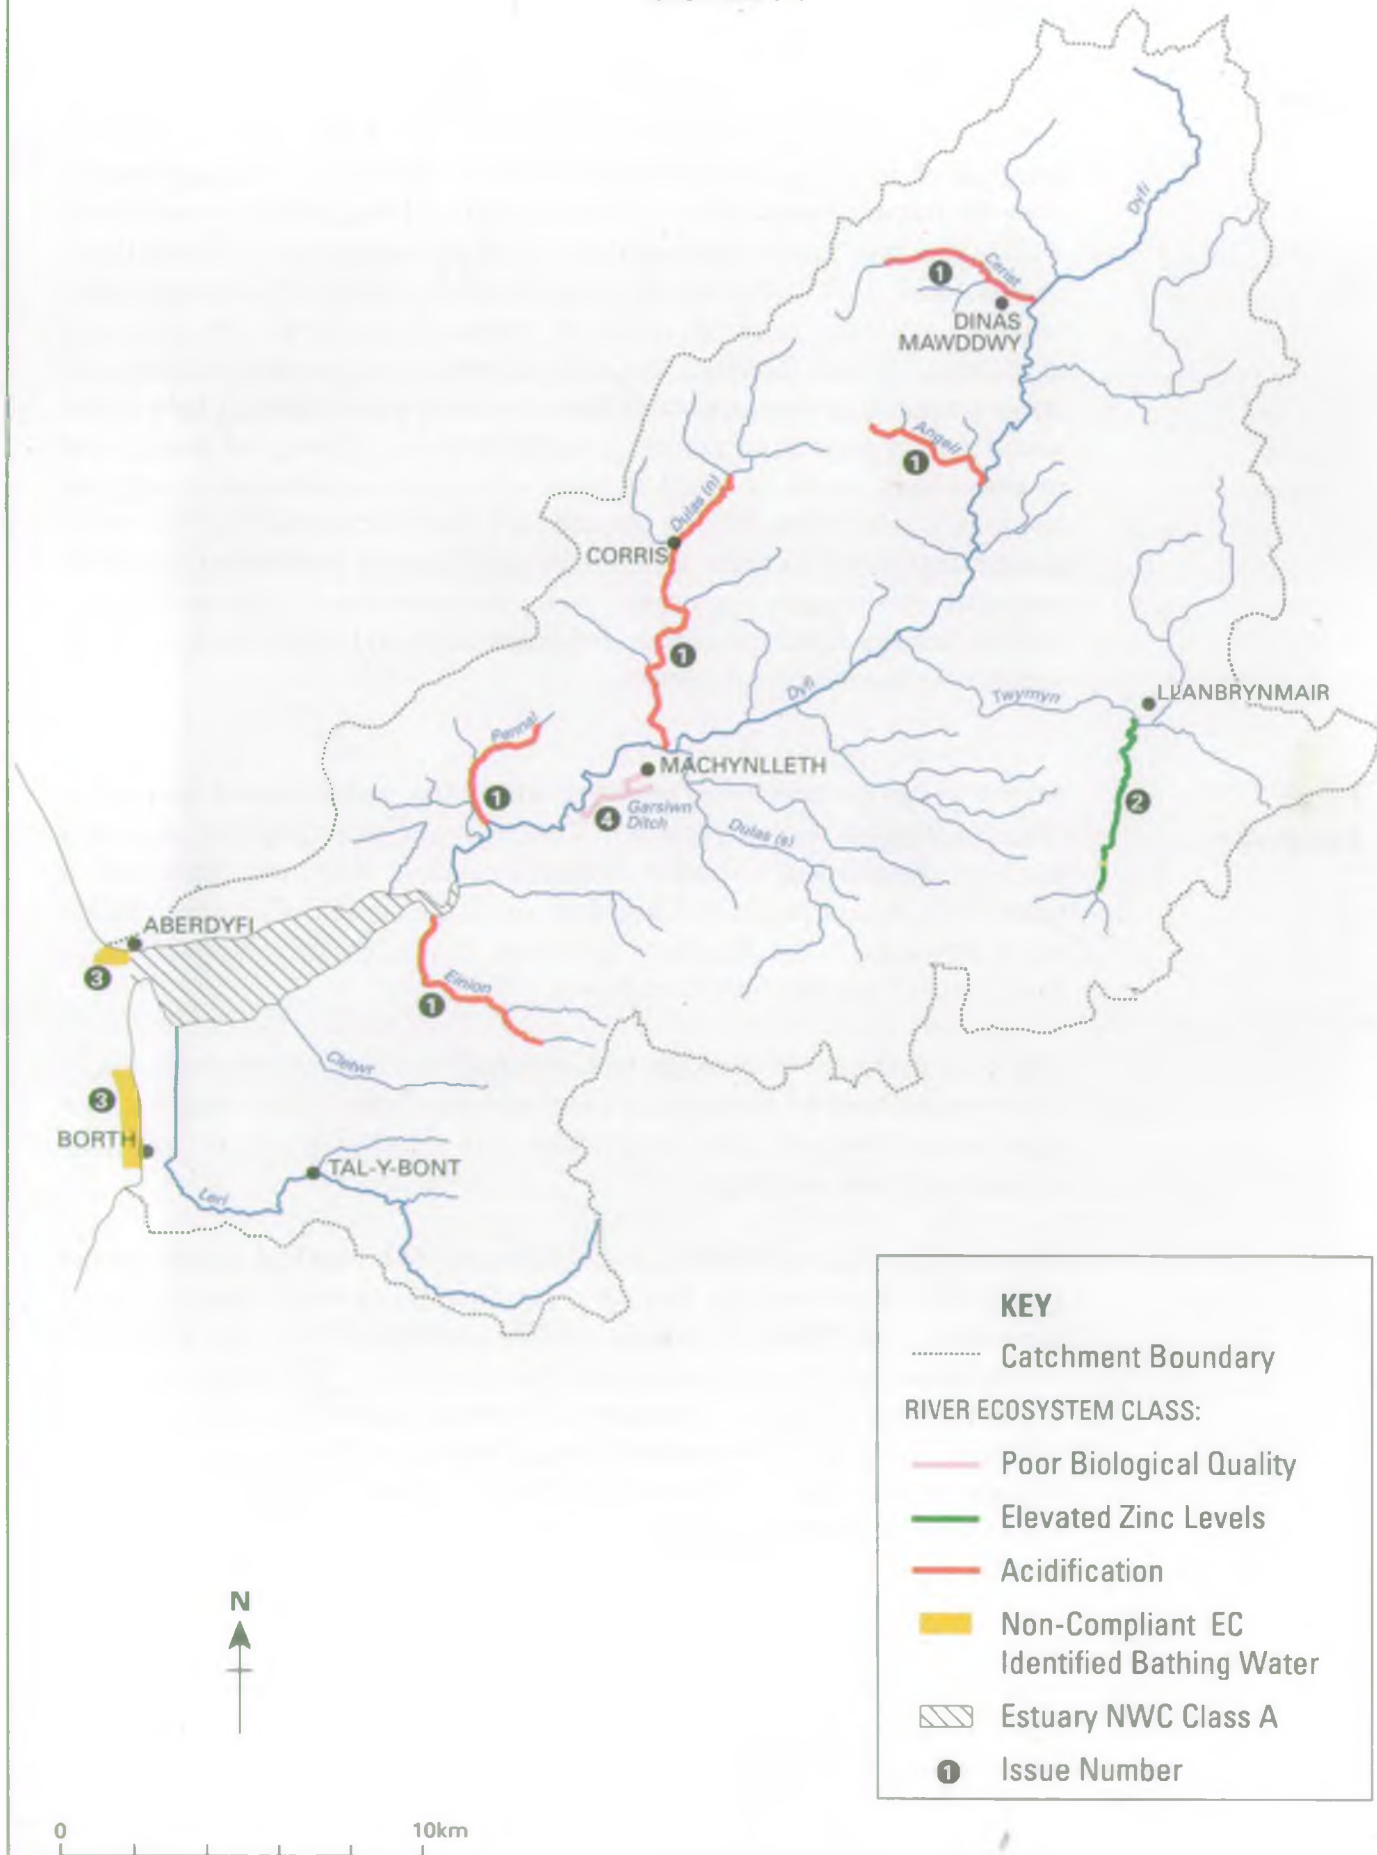 Dyfi
Cerist
1
DINAS
MAWDDWY
Angell
1
Dulas (n)
CORRIS
1
Dyfi
Twymyn
LLANBRYNMAIR
Pennal
MACHYNLLETH
1
4
Garsiwn
Ditch
2
Dulas (s)
ABERDYFI
3
Einion
1
Cletwr
3
BORTH
TAL-Y-BONT
Leri
KEY
Catchment Boundary
RIVER ECOSYSTEM CLASS:
Poor Biological Quality
Elevated Zinc Levels
Acidification
Non-Compliant EC
Identified Bathing Water
Estuary NWC Class A
1 Issue Number
N
0 10km